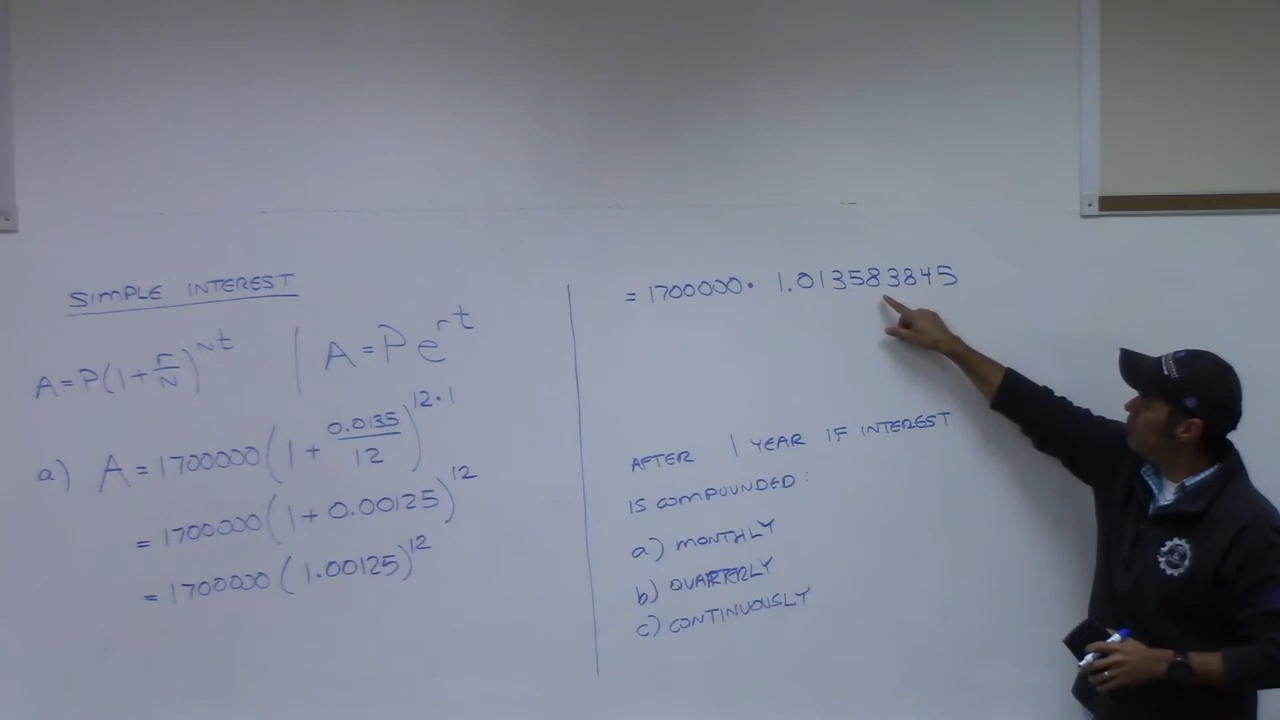 SIMPLE INTEREST
A=P(1+r/N)^Nt | A=Pe^rt
a) A=1700000(1+0.0135/12)^12·1
=1700000(1+0.00125)^12
=1700000(1.00125)^12
=1700000· 1.013583845
AFTER 1 YEAR IF INTEREST
IS COMPOUNDED:
a) MONTHLY
b) QUARTERLY
c) CONTINUOUSLY